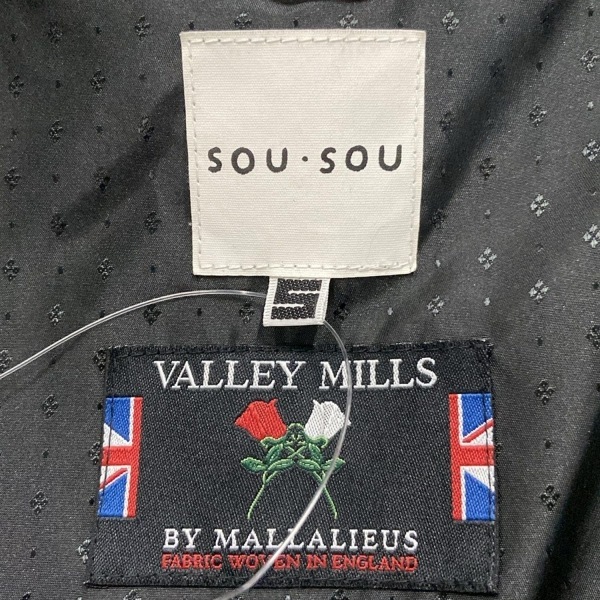 SOU・SOU
S
VALLEY MILLS
BY MALLALIEUS
FABRIC WOVEN IN ENGLAND